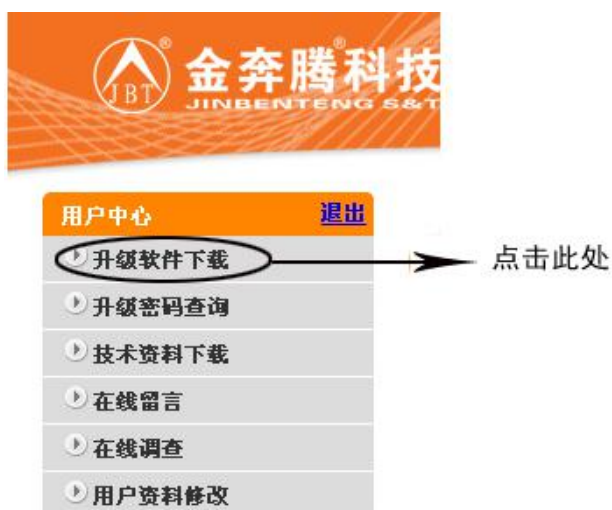 JBT
®
金奔腾科技
JINBENTENG S&T
用户中心 退出
升级软件下载 点击此处
升级密码查询
技术资料下载
在线留言
在线调查
用户资料修改